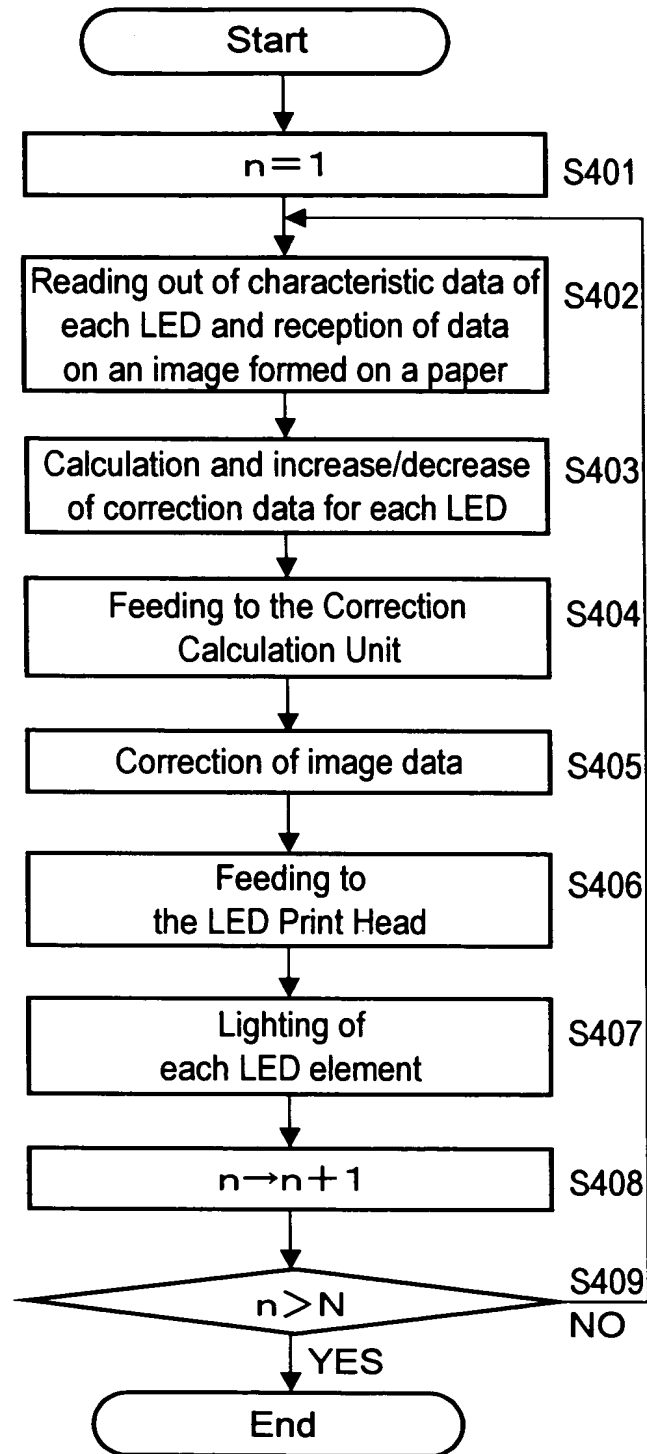 Start
n=1
S401
Reading out of characteristic data of
each LED and reception of data
on an image formed on a paper
S402
Calculation and increase/decrease
of correction data for each LED
S403
Feeding to the Correction
Calculation Unit
S404
Correction of image data
S405
Feeding to
the LED Print Head
S406
Lighting of
each LED element
S407
n→n+1
S408
n>N
S409
NO
YES
End